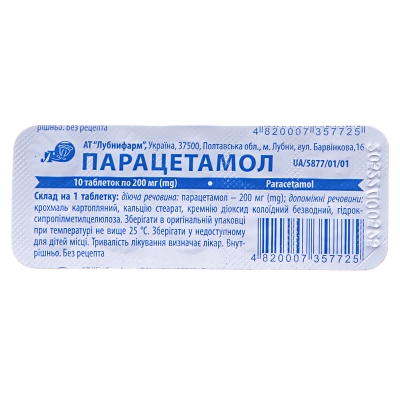 рішньо. Без рецепта
4 820007 357725
АТ "Лубнифарм", Україна, 37500, Полтавська обл., м. Лубни, вул. Барвінкова,16
ПАРАЦЕТАМОЛ
UA/5877/01/01
10 таблеток по 200 мг (mg) • Paracetamol
Склад на 1 таблетку: діюча речовина: парацетамол – 200 мг (mg); допоміжні речовини:
крохмаль картопляний, кальцію стеарат, кремнію діоксид колоїдний безводний, гідрок-
сипропілметилцелюлоза. Зберігати в оригінальній упаковці
при температурі не вище 25 °С. Зберігати у недоступному
для дітей місці. Тривалість лікування визначає лікар. Внут-
рішньо. Без рецепта
4 820007 357725